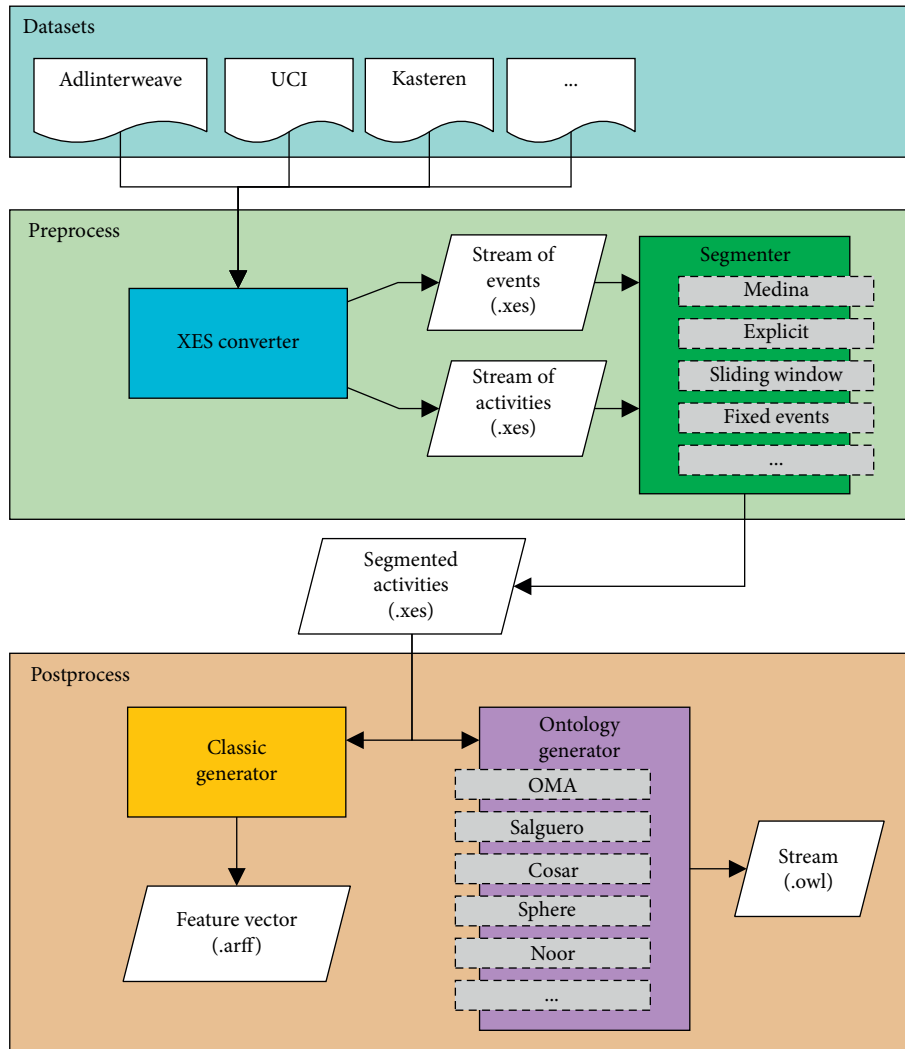 Datasets
Adlinterweave
UCI
Kasteren
...
Preprocess
XES converter
Stream of
events
(.xes)
Stream of
activities
(.xes)
Segmenter
Medina
Explicit
Sliding window
Fixed events
...
Segmented
activities
(.xes)
Postprocess
Classic
generator
Feature vector
(.arff)
Ontology
generator
OMA
Salguero
Cosar
Sphere
Noor
...
Stream
(.owl)